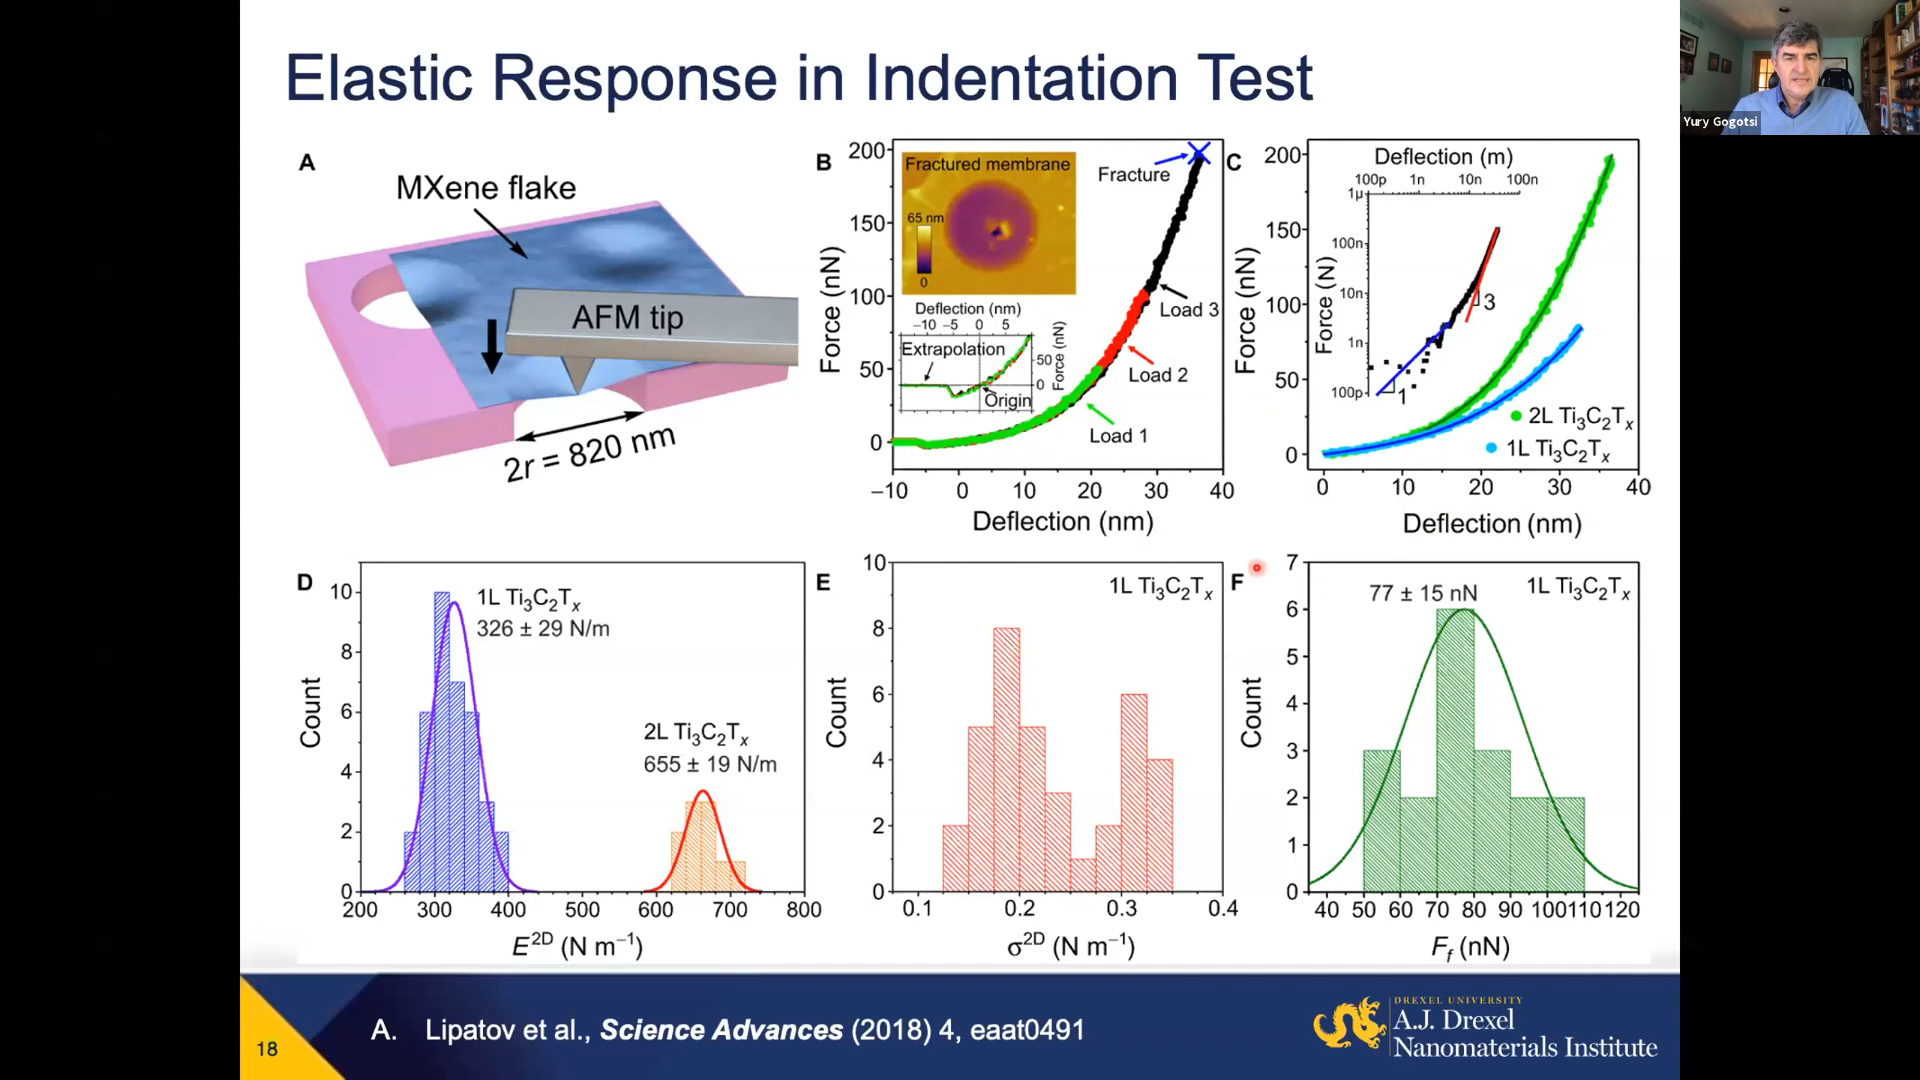 Elastic Response in Indentation Test
Yury Gogotsi
A
MXene flake
AFM tip
2r = 820 nm
B
Force (nN)
200
150
100
50
0
−10 0 10 20 30 40
Deflection (nm)
Fractured membrane
65 nm
0
Fracture
Load 3
Load 2
Load 1
Deflection (nm)
−10 −5 0 5
Extrapolation
Origin
50
0
Force (nN)
C
Force (nN)
200
150
100
50
0
0 10 20 30 40
Deflection (nm)
Deflection (m)
100p 1n 10n 100n
1µ
100n
10n
1n
100p
Force (N)
3
1
2L Ti₃C₂Tₓ
1L Ti₃C₂Tₓ
D
Count
10
8
6
4
2
0
200 300 400 500 600 700 800
E²ᴰ (N m⁻¹)
1L Ti₃C₂Tₓ
326 ± 29 N/m
2L Ti₃C₂Tₓ
655 ± 19 N/m
E
Count
10
8
6
4
2
0
0.1 0.2 0.3 0.4
σ²ᴰ (N m⁻¹)
1L Ti₃C₂Tₓ
F
Count
7
6
5
4
3
2
1
0
40 50 60 70 80 90 100 110 120
F_f (nN)
77 ± 15 nN
1L Ti₃C₂Tₓ
18
A. Lipatov et al., Science Advances (2018) 4, eaat0491
DREXEL UNIVERSITY
A.J. Drexel
Nanomaterials Institute